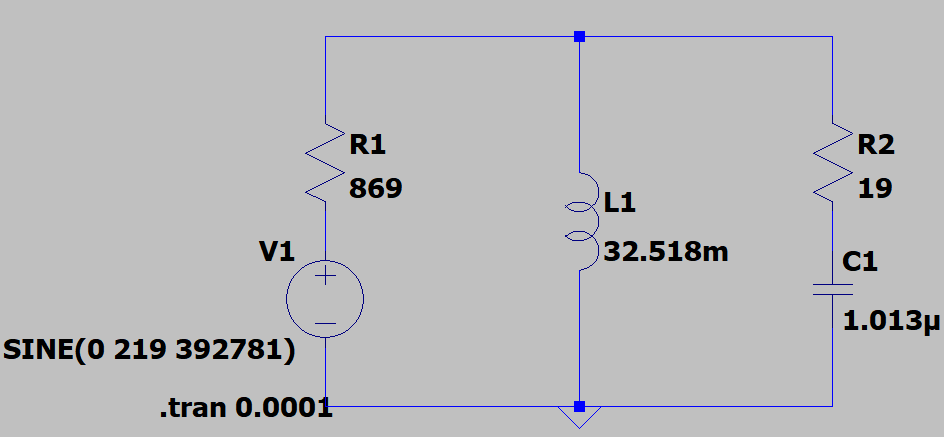 R1
869
V1
SINE(0 219 392781)
.tran 0.0001
L1
32.518m
R2
19
C1
1.013µ